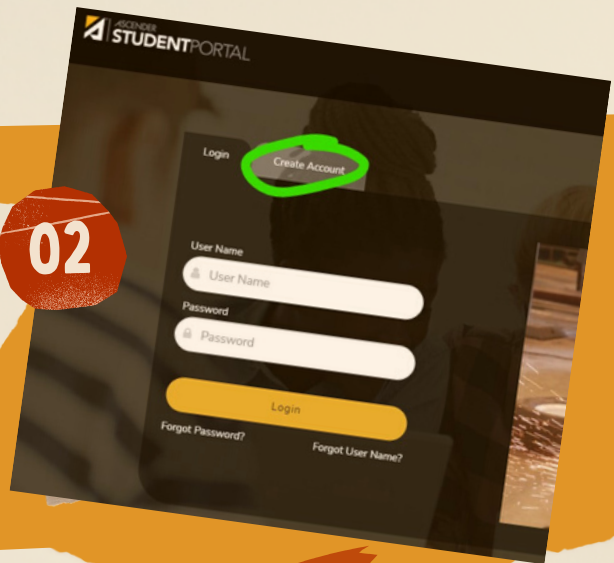 ASCENDER
STUDENTPORTAL
Login
Create Account
02
User Name
User Name
Password
Password
Login
Forgot Password?
Forgot User Name?